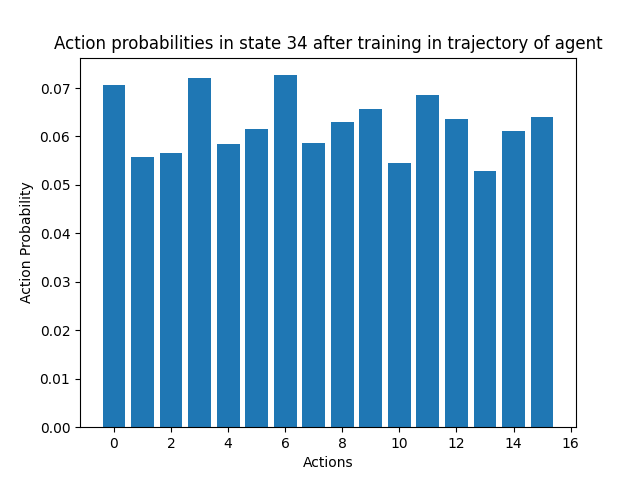 Action probabilities in state 34 after training in trajectory of agent
0.07
0.06
0.05
0.04
0.03
0.02
0.01
0.00
Action Probability
0 2 4 6 8 10 12 14 16
Actions